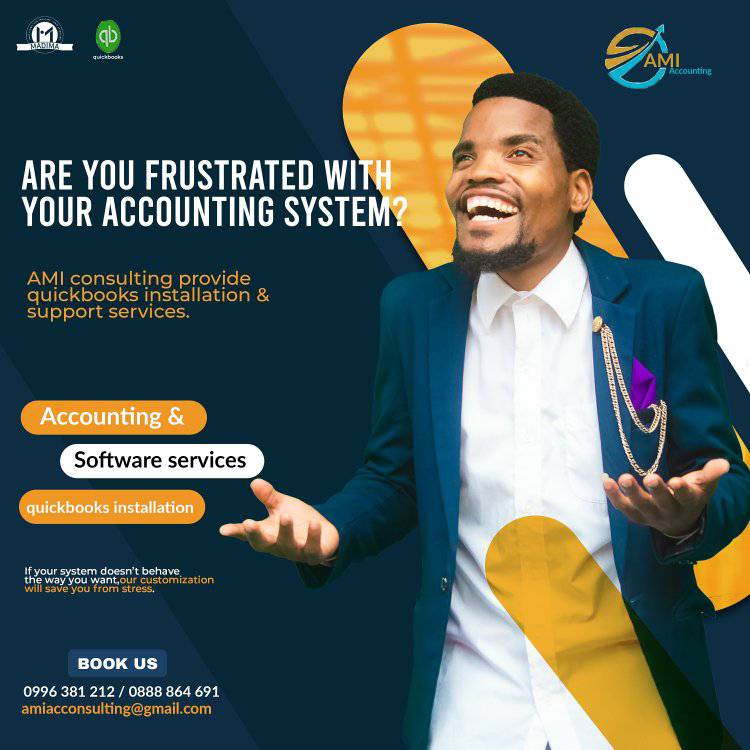 MADIMA
qb
quickbooks
AMI
Accounting
ARE YOU FRUSTRATED WITH
YOUR ACCOUNTING SYSTEM?
AMI consulting provide
quickbooks installation &
support services.
Accounting &
Software services
quickbooks installation
If your system doesn't behave
the way you want,our customization
will save you from stress.
BOOK US
0996 381 212 / 0888 864 691
amiacconsulting@gmail.com